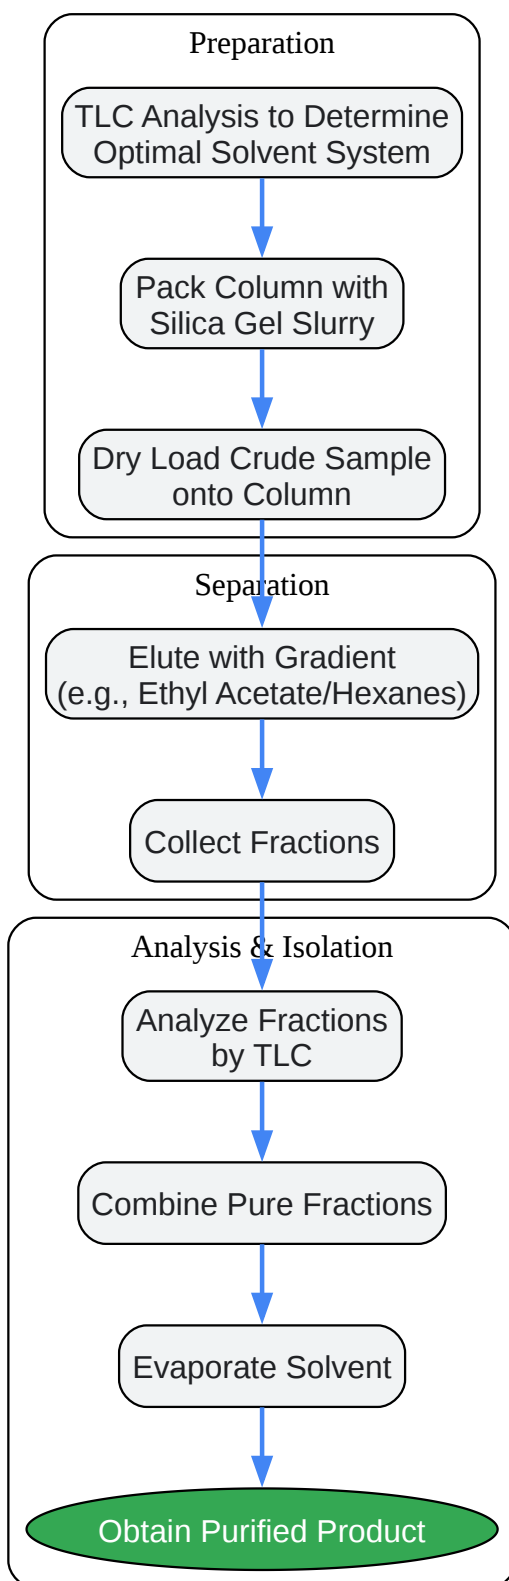 Preparation
TLC Analysis to Determine
Optimal Solvent System
Pack Column with
Silica Gel Slurry
Dry Load Crude Sample
onto Column
Separation
Elute with Gradient
(e.g., Ethyl Acetate/Hexanes)
Collect Fractions
Analysis & Isolation
Analyze Fractions
by TLC
Combine Pure Fractions
Evaporate Solvent
Obtain Purified Product